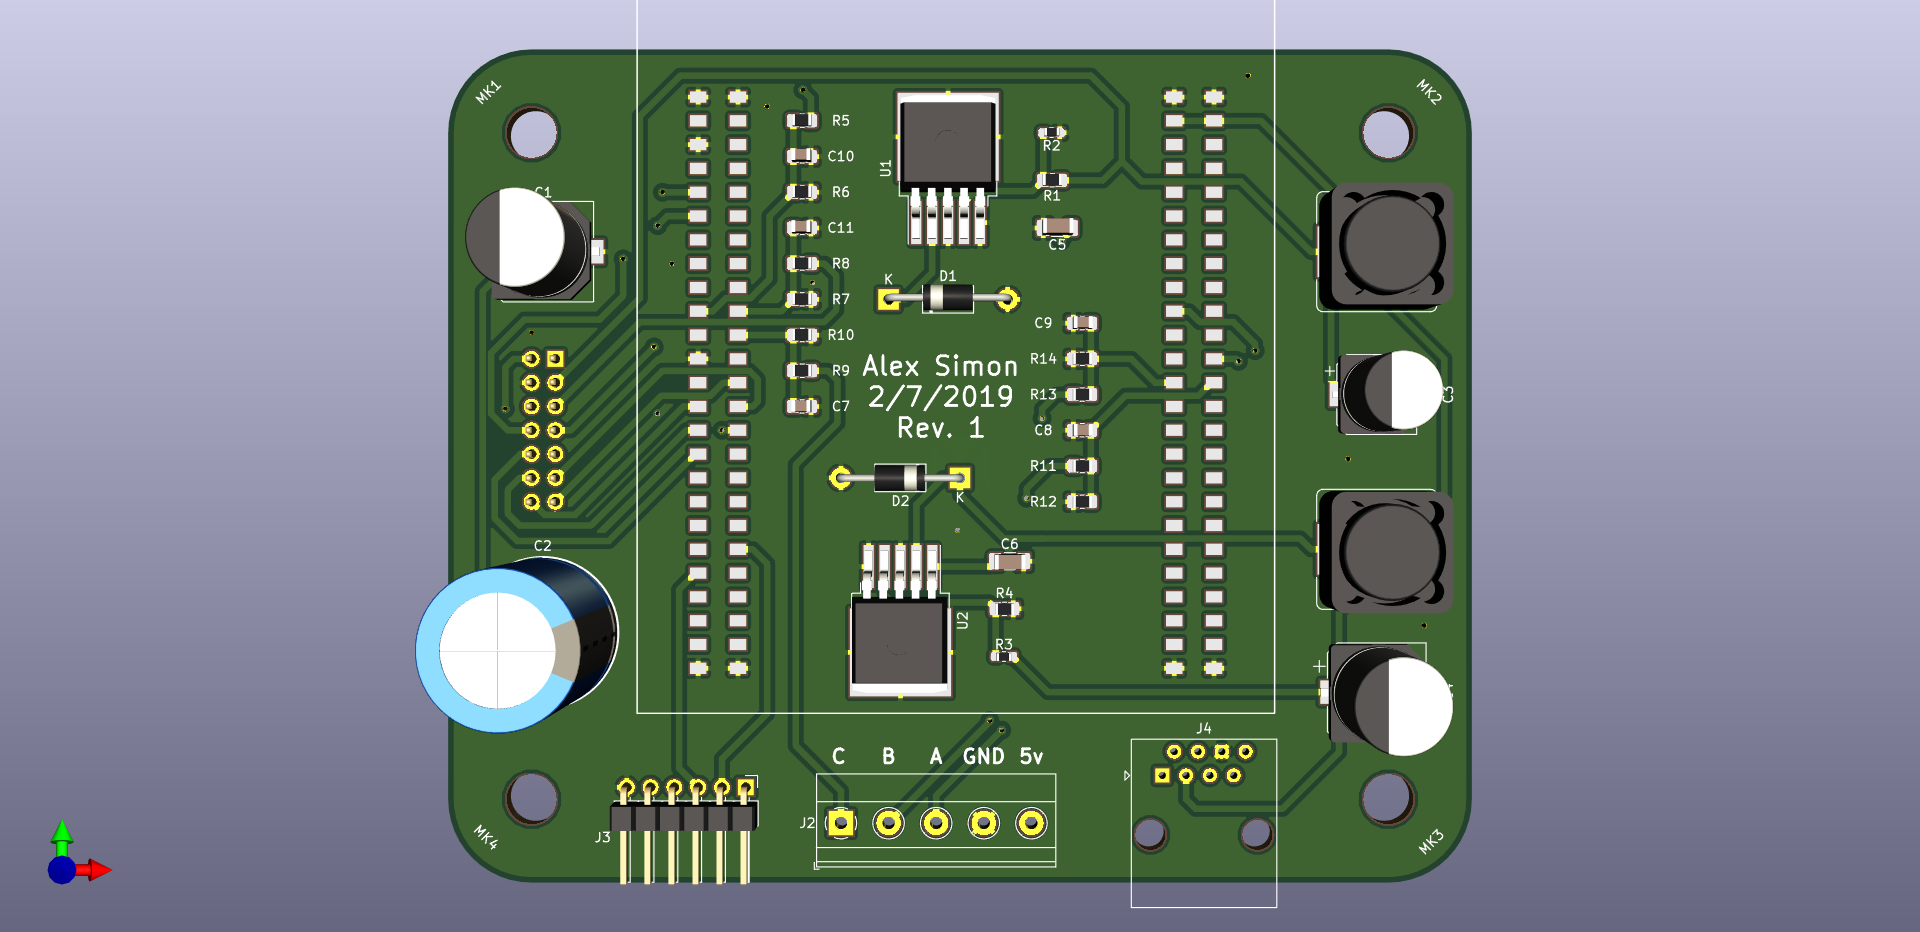 MK1
MK2
R5
R2
C10
U1
R6
R1
C1
C11
C5
R8
D1
K
R7
C9
R10
R14
Alex Simon
2/7/2019
Rev. 1
R9
R13
C3
C7
C8
R11
D2
K
R12
C2
C6
R4
U2
R3
J4
C B A GND 5v
J3
J2
MK4
MK3